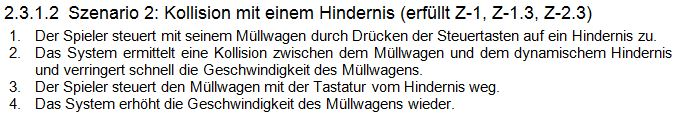 2.3.1.2 Szenario 2: Kollision mit einem Hindernis (erfüllt Z-1, Z-1.3, Z-2.3)
1. Der Spieler steuert mit seinem Müllwagen durch Drücken der Steuertasten auf ein Hindernis zu.
2. Das System ermittelt eine Kollision zwischen dem Müllwagen und dem dynamischem Hindernis
und verringert schnell die Geschwindigkeit des Müllwagens.
3. Der Spieler steuert den Müllwagen mit der Tastatur vom Hindernis weg.
4. Das System erhöht die Geschwindigkeit des Müllwagens wieder.